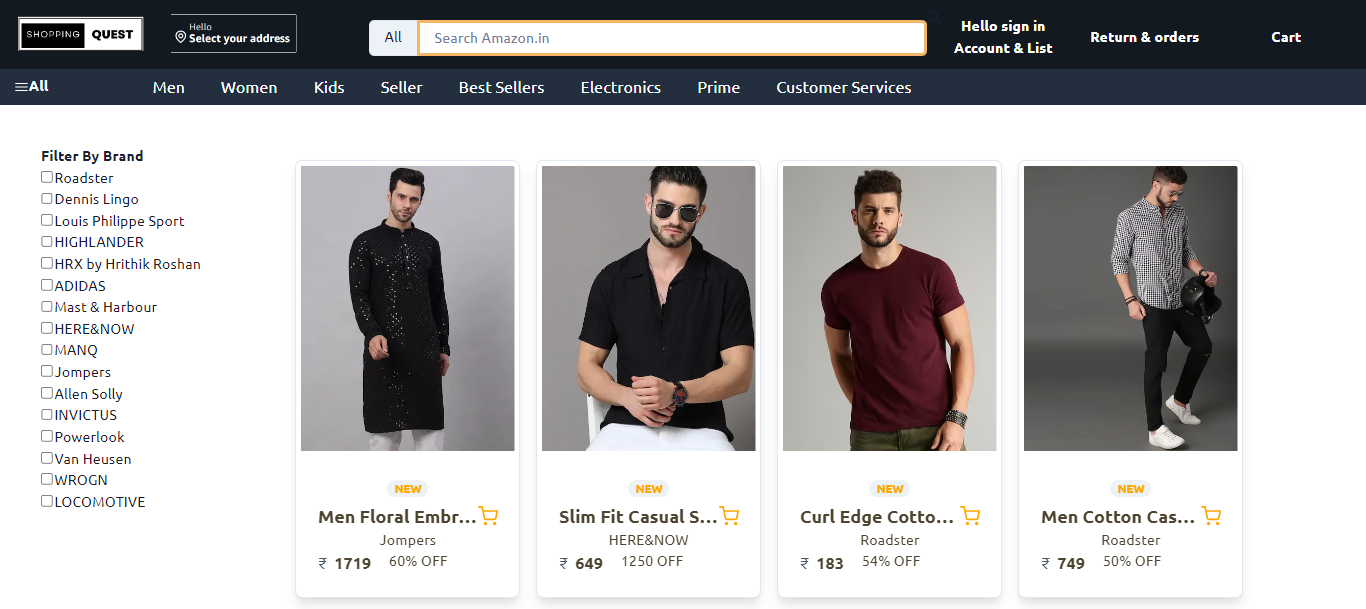 SHOPPING QUEST
Hello
Select your address
All
Search Amazon.in
Hello sign in
Account & List
Return & orders
Cart
All
Men
Women
Kids
Seller
Best Sellers
Electronics
Prime
Customer Services
Filter By Brand
Roadster
Dennis Lingo
Louis Philippe Sport
HIGHLANDER
HRX by Hrithik Roshan
ADIDAS
Mast & Harbour
HERE&NOW
MANQ
Jompers
Allen Solly
INVICTUS
Powerlook
Van Heusen
WROGN
LOCOMOTIVE
NEW
Men Floral Embr...
Jompers
₹ 1719 60% OFF
NEW
Slim Fit Casual S...
HERE&NOW
₹ 649 1250 OFF
NEW
Curl Edge Cotto...
Roadster
₹ 183 54% OFF
NEW
Men Cotton Cas...
Roadster
₹ 749 50% OFF